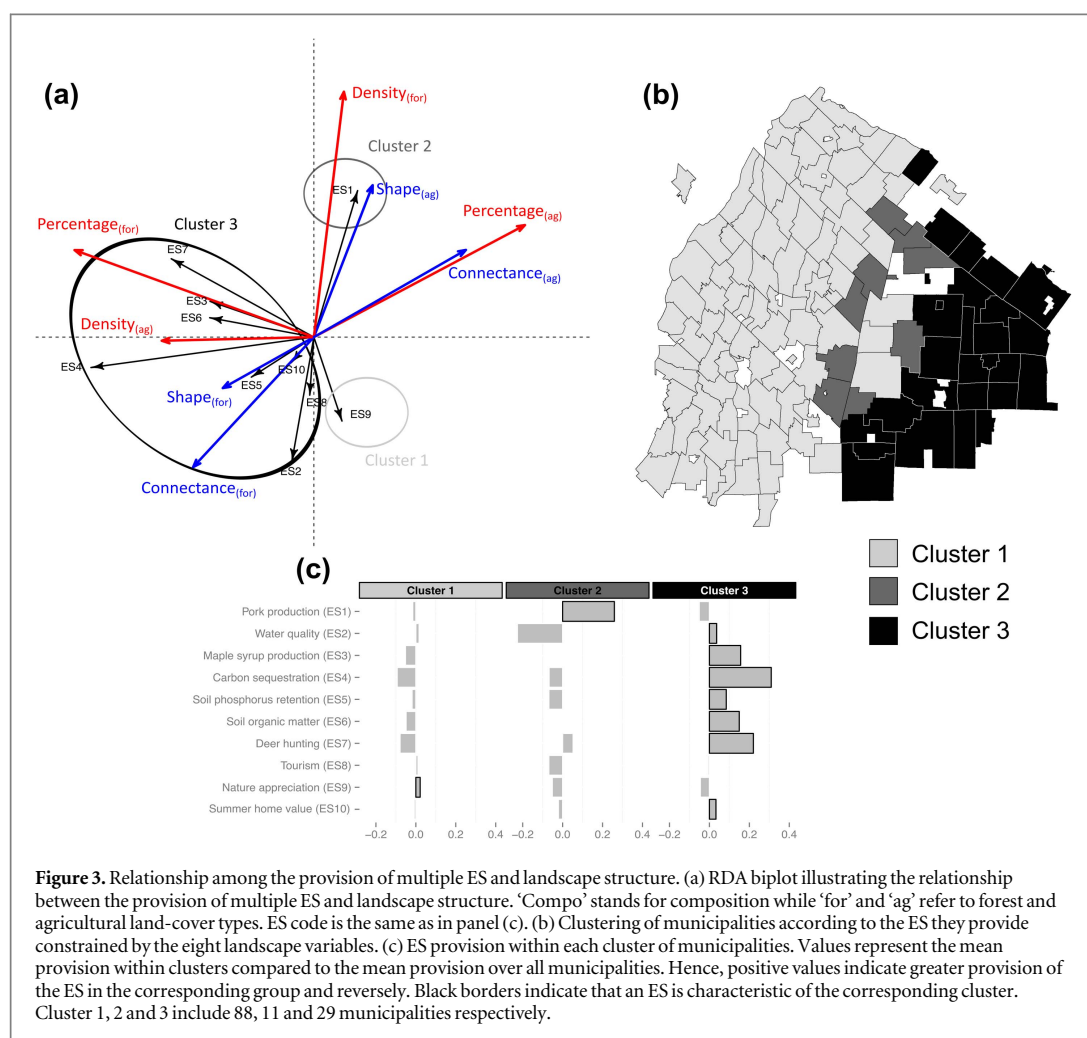 (a)
Density(for)
Cluster 2
ES1
Shape(ag)
Percentage(ag)
Connectance(ag)
Cluster 3
Percentage(for)
ES7
ES3
ES6
Density(ag)
ES4
ES10
ES5
Shape(for)
ES8
ES9
Cluster 1
ES2
Connectance(for)
(b)
Cluster 1
Cluster 2
Cluster 3
(c)
Cluster 1 Cluster 2 Cluster 3
Pork production (ES1)
Water quality (ES2)
Maple syrup production (ES3)
Carbon sequestration (ES4)
Soil phosphorus retention (ES5)
Soil organic matter (ES6)
Deer hunting (ES7)
Tourism (ES8)
Nature appreciation (ES9)
Summer home value (ES10)
−0.2 0.0 0.2 0.4 −0.2 0.0 0.2 0.4 −0.2 0.0 0.2 0.4
Figure 3. Relationship among the provision of multiple ES and landscape structure. (a) RDA biplot illustrating the relationship
between the provision of multiple ES and landscape structure. ‘Compo’ stands for composition while ‘for’ and ‘ag’ refer to forest and
agricultural land-cover types. ES code is the same as in panel (c). (b) Clustering of municipalities according to the ES they provide
constrained by the eight landscape variables. (c) ES provision within each cluster of municipalities. Values represent the mean
provision within clusters compared to the mean provision over all municipalities. Hence, positive values indicate greater provision of
the ES in the corresponding group and reversely. Black borders indicate that an ES is characteristic of the corresponding cluster.
Cluster 1, 2 and 3 include 88, 11 and 29 municipalities respectively.